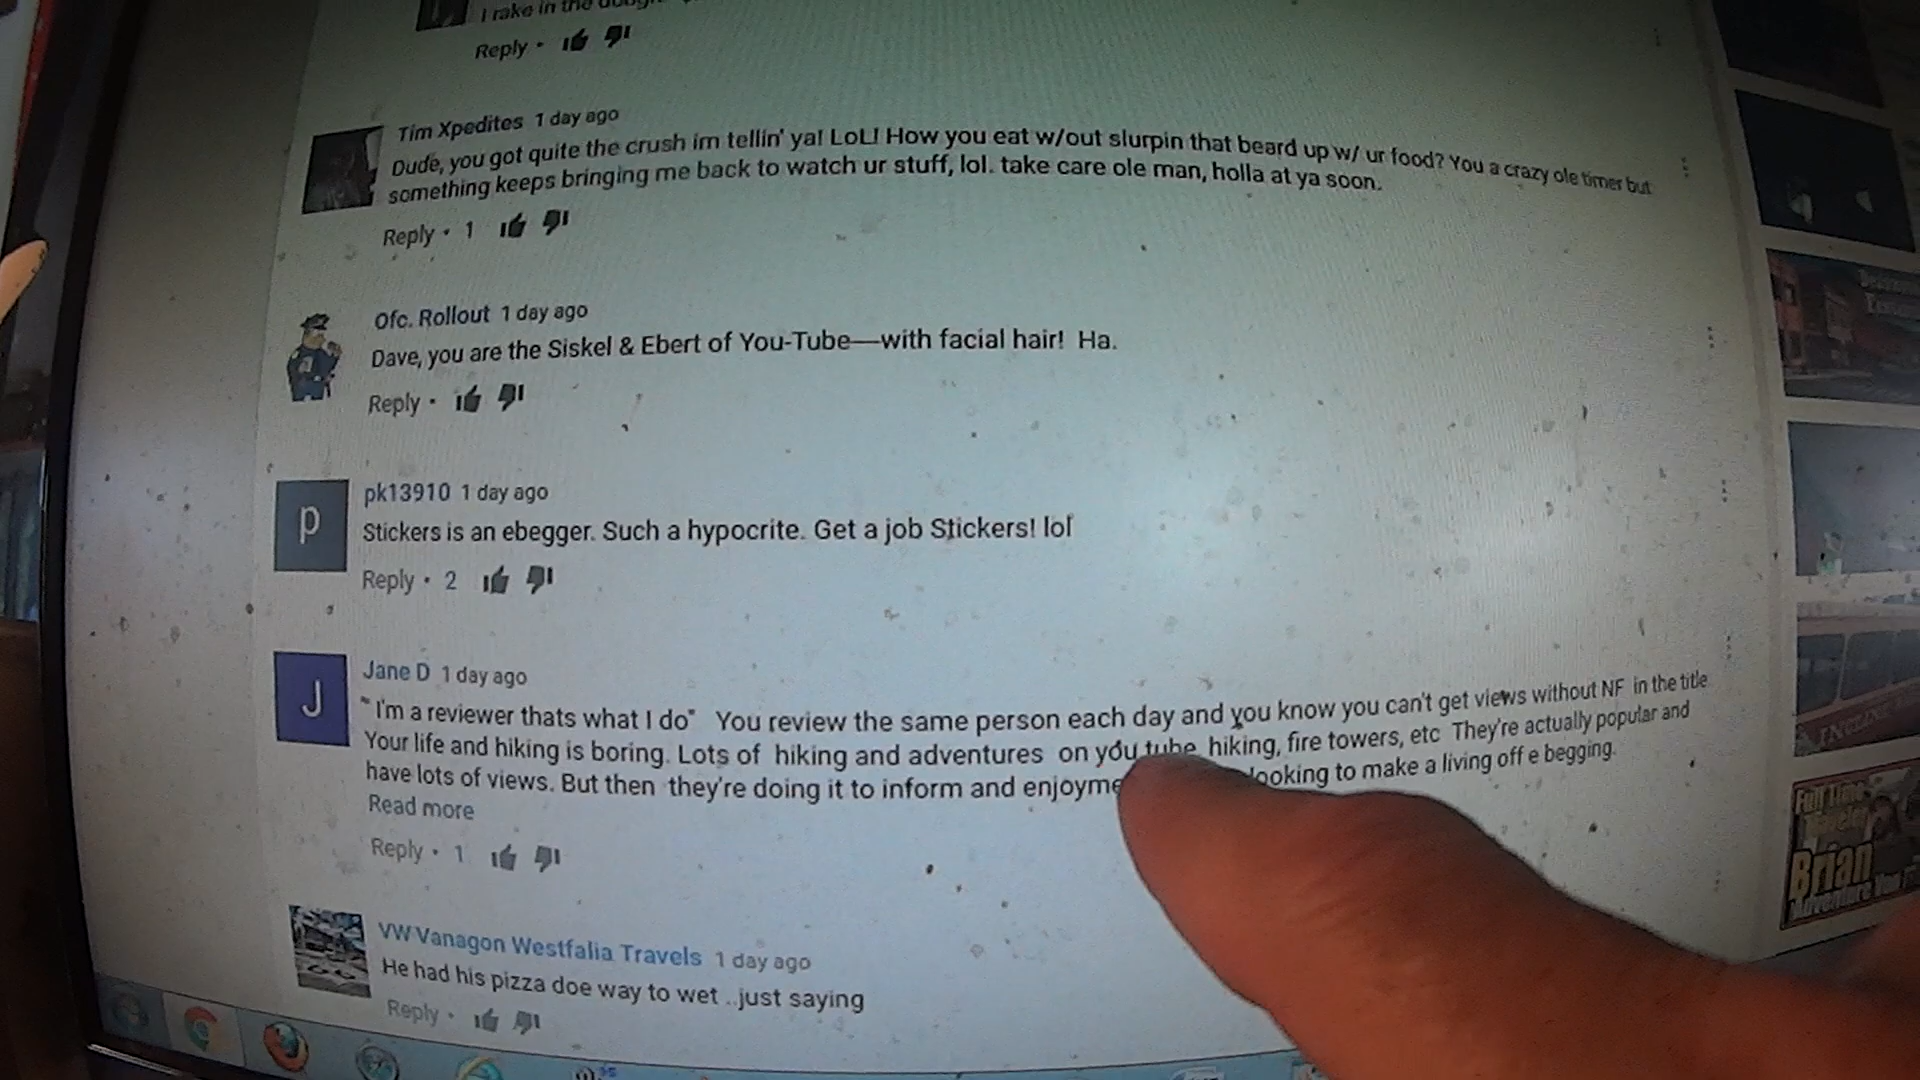 I rake in the
Reply •
Tim Xpedites 1 day ago
Dude, you got quite the crush im tellin' ya! LoL! How you eat w/out slurpin that beard up w/ ur food? You a crazy ole timer but
something keeps bringing me back to watch ur stuff, lol. take care ole man, holla at ya soon.
Reply • 1
Ofc. Rollout 1 day ago
Dave, you are the Siskel & Ebert of You-Tube—with facial hair! Ha.
Reply •
p
pk13910 1 day ago
Stickers is an ebegger. Such a hypocrite. Get a job Stickers! lol
Reply • 2
J
Jane D 1 day ago
"I'm a reviewer thats what I do" You review the same person each day and you know you can't get views without NF in the title
Your life and hiking is boring. Lots of hiking and adventures on you tube, hiking, fire towers, etc They're actually popular and
have lots of views. But then they're doing it to inform and enjoyme looking to make a living off e begging.
Read more
Reply • 1
VW Vanagon Westfalia Travels 1 day ago
He had his pizza doe way to wet ..just saying
Reply •
Full Time
Brian